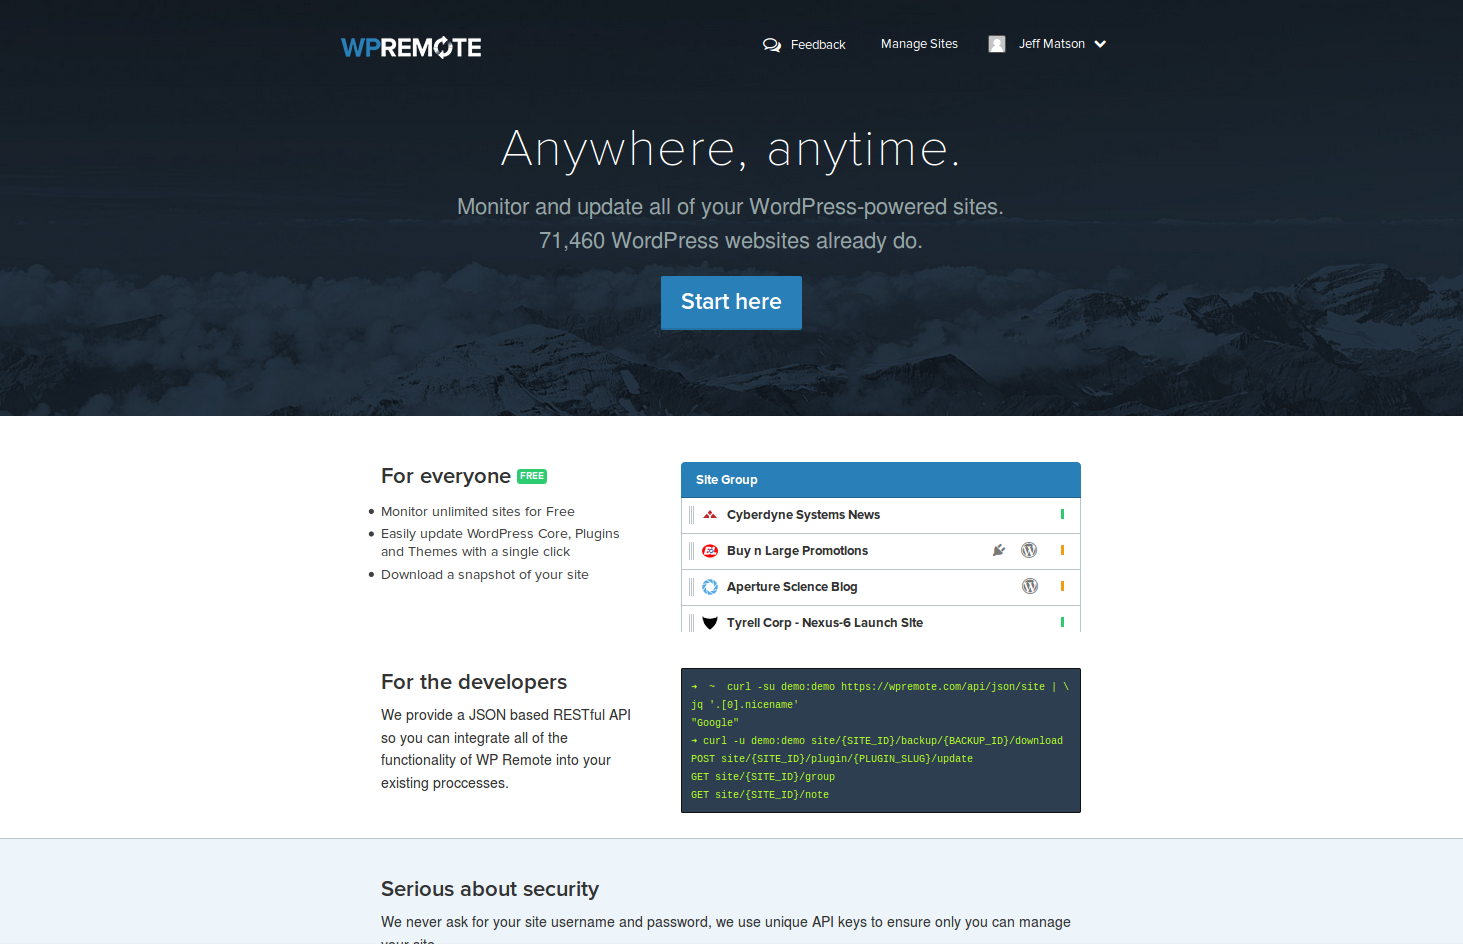 WPREMOTE
Feedback
Manage Sites
Jeff Matson
Anywhere, anytime.
Monitor and update all of your WordPress-powered sites.
71,460 WordPress websites already do.
Start here
For everyone FREE
• Monitor unlimited sites for Free
• Easily update WordPress Core, Plugins
and Themes with a single click
• Download a snapshot of your site
Site Group
Cyberdyne Systems News
Buy n Large Promotions
Aperture Science Blog
Tyrell Corp - Nexus-6 Launch Site
For the developers
We provide a JSON based RESTful API
so you can integrate all of the
functionality of WP Remote into your
existing proccesses.
➜ ~ curl -su demo:demo https://wpremote.com/api/json/site | \
jq '.[0].nicename'
"Google"
➜ curl -u demo:demo site/{SITE_ID}/backup/{BACKUP_ID}/download
POST site/{SITE_ID}/plugin/{PLUGIN_SLUG}/update
GET site/{SITE_ID}/group
GET site/{SITE_ID}/note
Serious about security
We never ask for your site username and password, we use unique API keys to ensure only you can manage
your site.